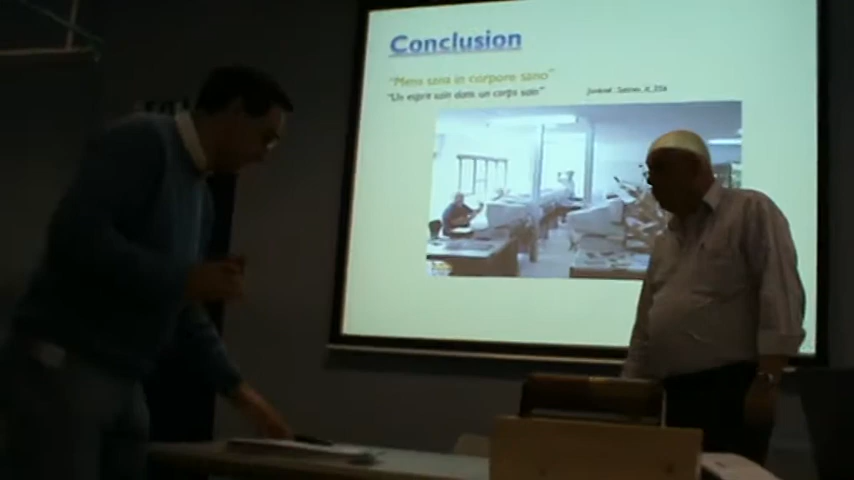 Conclusion
"Mens sana in corpore sano"
"Un esprit sain dans un corps sain"